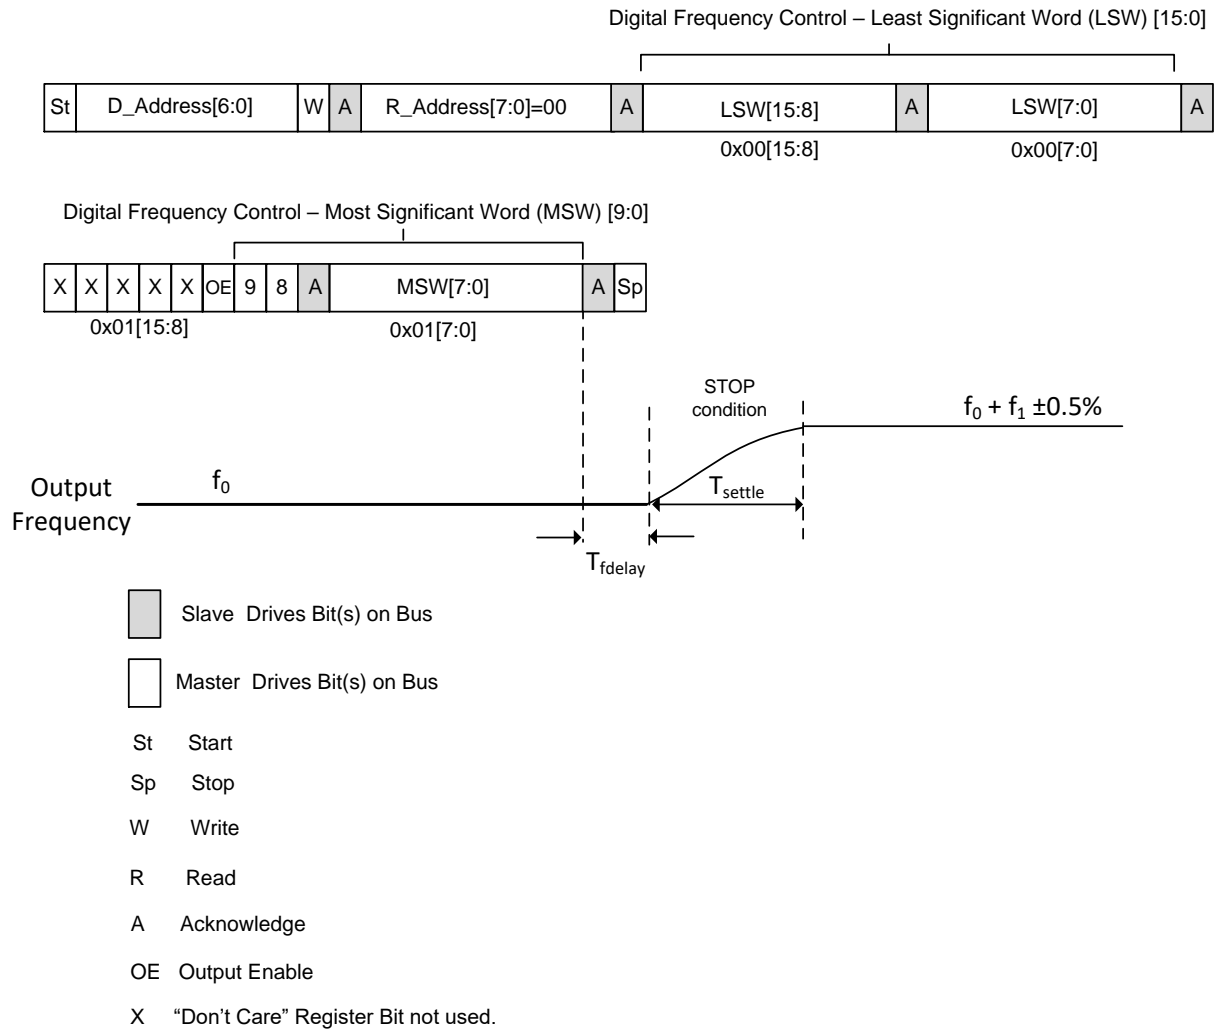 Digital Frequency Control – Least Significant Word (LSW) [15:0]
St D_Address[6:0] W A R_Address[7:0]=00 A LSW[15:8] A LSW[7:0] A
0x00[15:8] 0x00[7:0]
Digital Frequency Control – Most Significant Word (MSW) [9:0]
X X X X X OE 9 8 A MSW[7:0] A Sp
0x01[15:8] 0x01[7:0]
STOP
condition
f0 + f1 ±0.5%
f0
Output
Frequency
Tsettle
Tfdelay
Slave Drives Bit(s) on Bus
Master Drives Bit(s) on Bus
St Start
Sp Stop
W Write
R Read
A Acknowledge
OE Output Enable
X “Don’t Care” Register Bit not used.